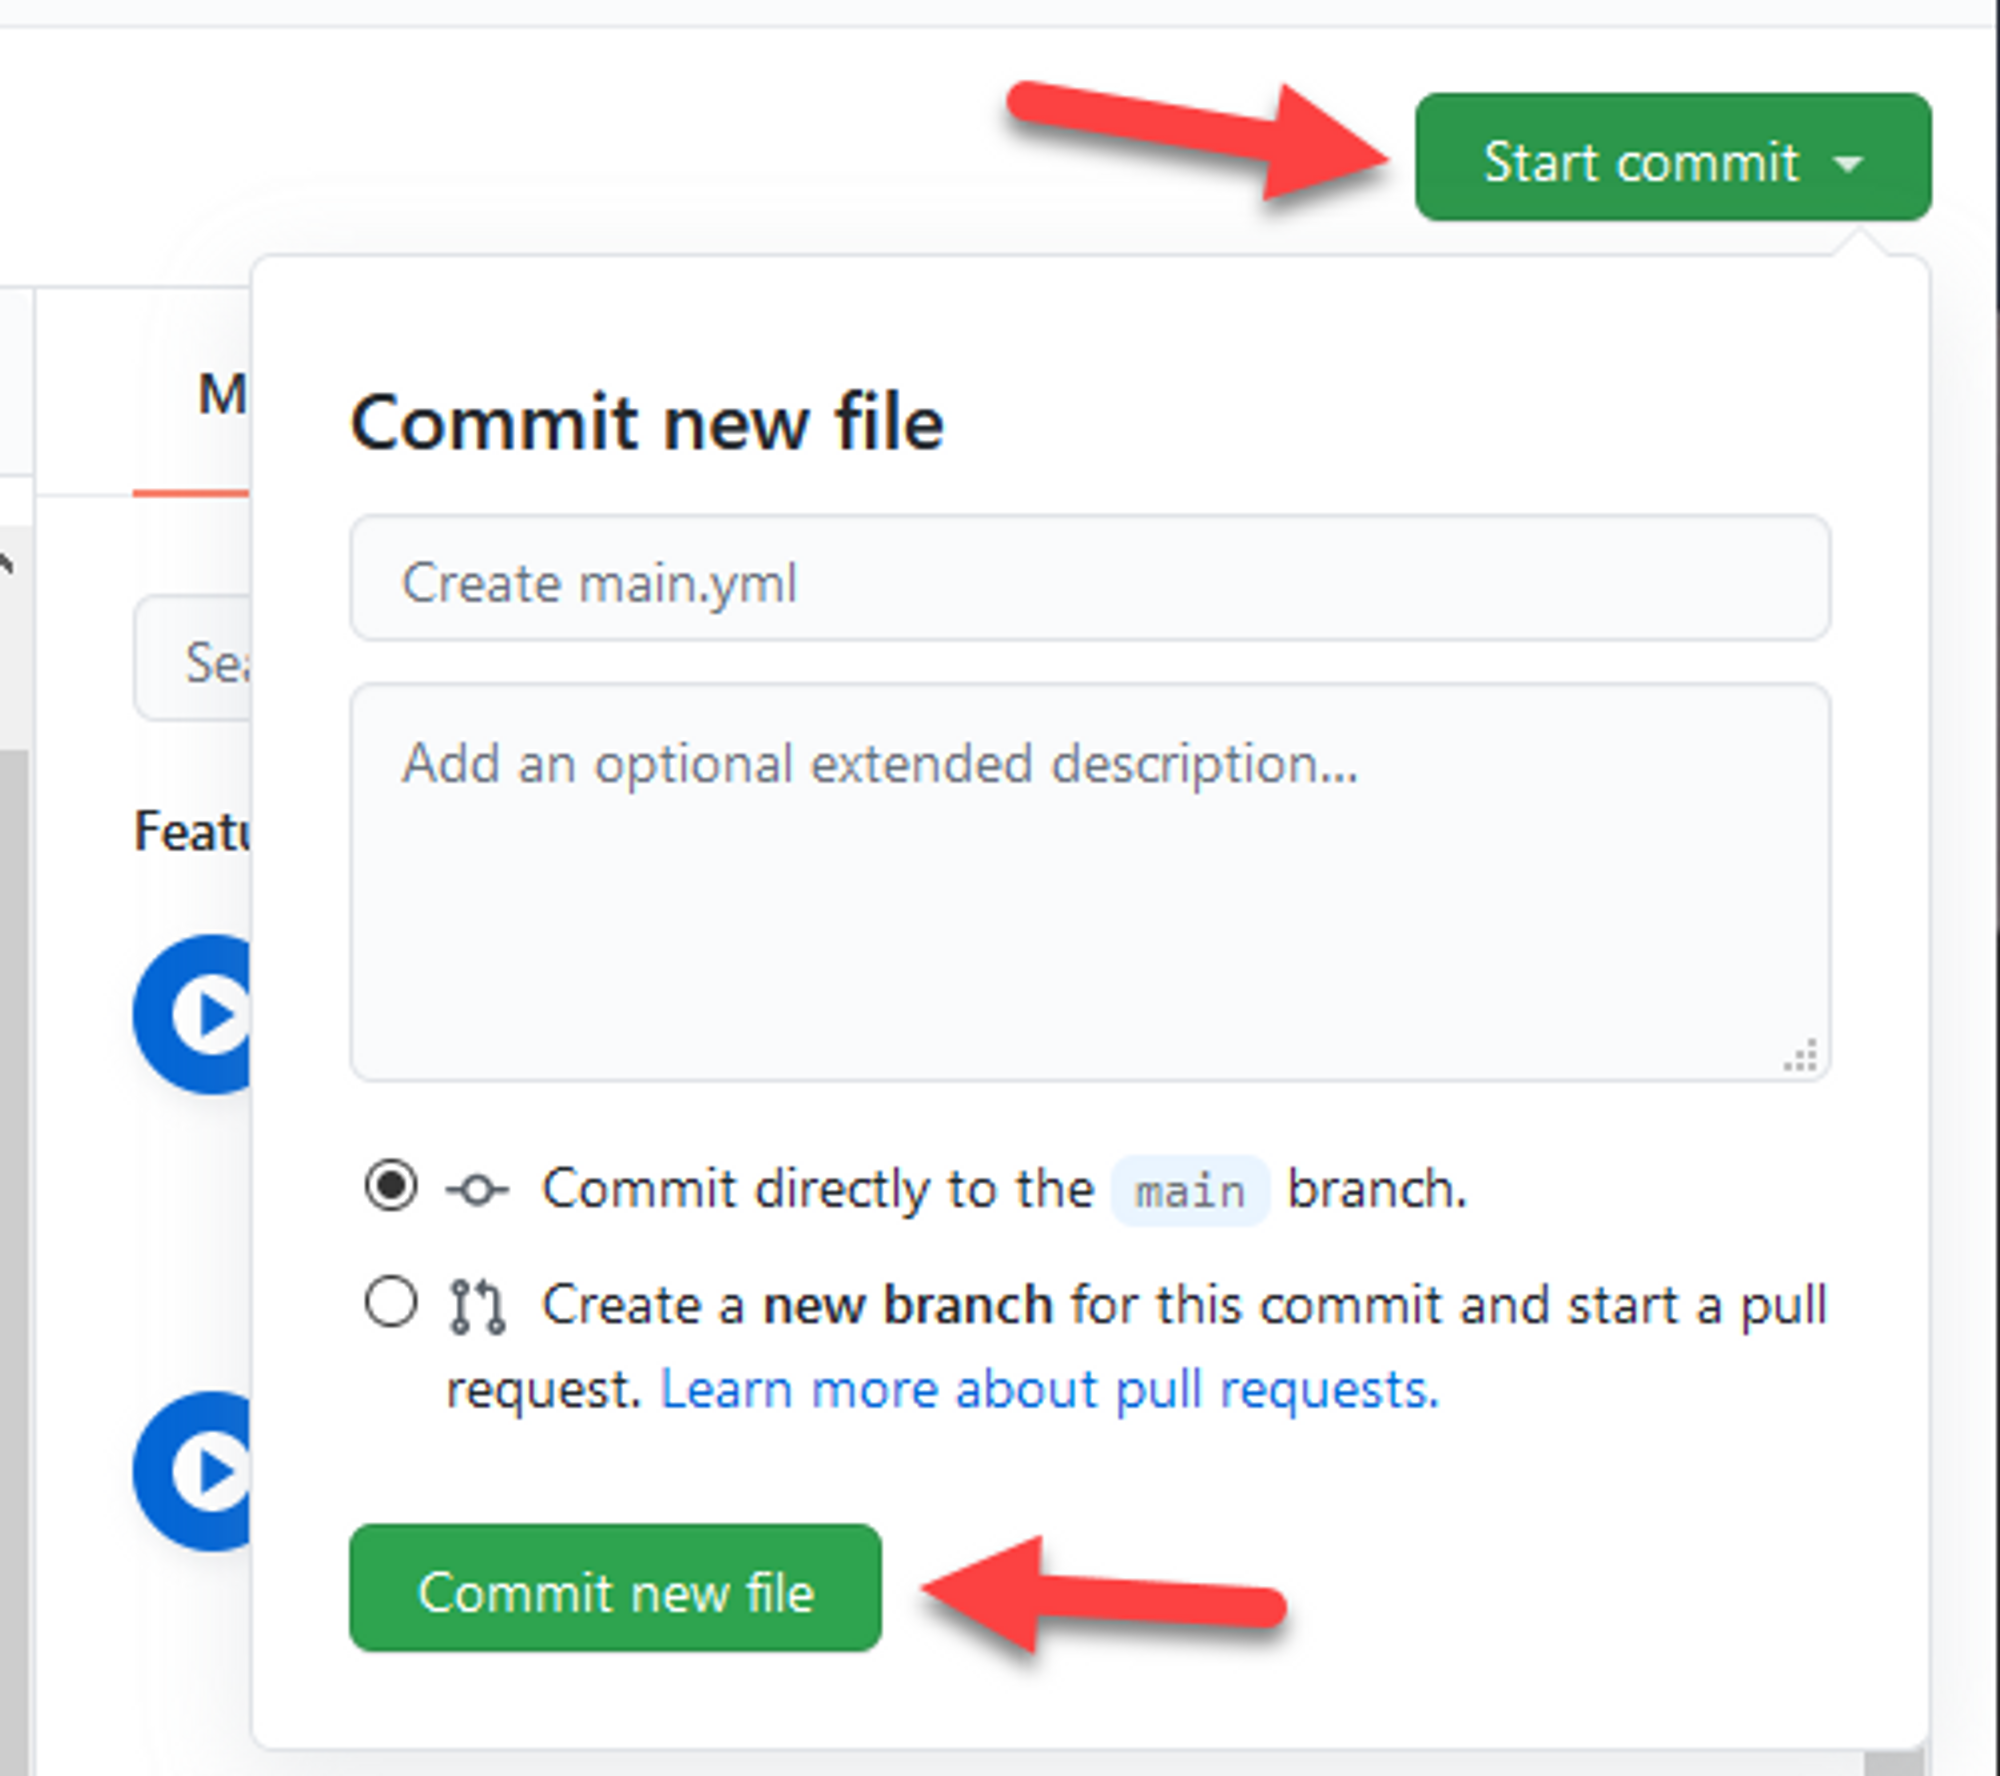 Start commit
M
Commit new file
Create main.yml
Sea
Add an optional extended description...
Featu
Commit directly to the main branch.
Create a new branch for this commit and start a pull
request. Learn more about pull requests.
Commit new file